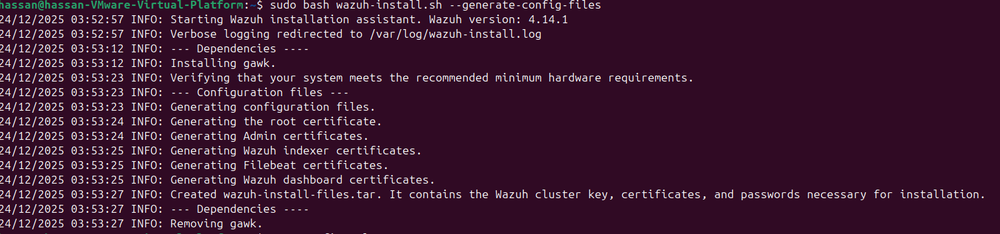 hassan@hassan-VMware-Virtual-Platform:~$ sudo bash wazuh-install.sh --generate-config-files
24/12/2025 03:52:57 INFO: Starting Wazuh installation assistant. Wazuh version: 4.14.1
24/12/2025 03:52:57 INFO: Verbose logging redirected to /var/log/wazuh-install.log
24/12/2025 03:53:12 INFO: --- Dependencies ----
24/12/2025 03:53:12 INFO: Installing gawk.
24/12/2025 03:53:23 INFO: Verifying that your system meets the recommended minimum hardware requirements.
24/12/2025 03:53:23 INFO: --- Configuration files ---
24/12/2025 03:53:23 INFO: Generating configuration files.
24/12/2025 03:53:24 INFO: Generating the root certificate.
24/12/2025 03:53:24 INFO: Generating Admin certificates.
24/12/2025 03:53:25 INFO: Generating Wazuh indexer certificates.
24/12/2025 03:53:25 INFO: Generating Filebeat certificates.
24/12/2025 03:53:25 INFO: Generating Wazuh dashboard certificates.
24/12/2025 03:53:27 INFO: Created wazuh-install-files.tar. It contains the Wazuh cluster key, certificates, and passwords necessary for installation.
24/12/2025 03:53:27 INFO: --- Dependencies ----
24/12/2025 03:53:27 INFO: Removing gawk.